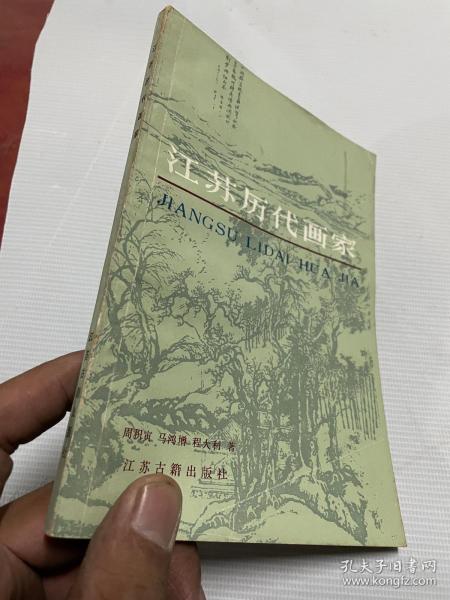 江苏历代画家
JIANGSU LIDAI HUA JIA
周积寅 马鸿增 程大利 著
江苏古籍出版社
孔夫子旧书网
www.kongfz.com